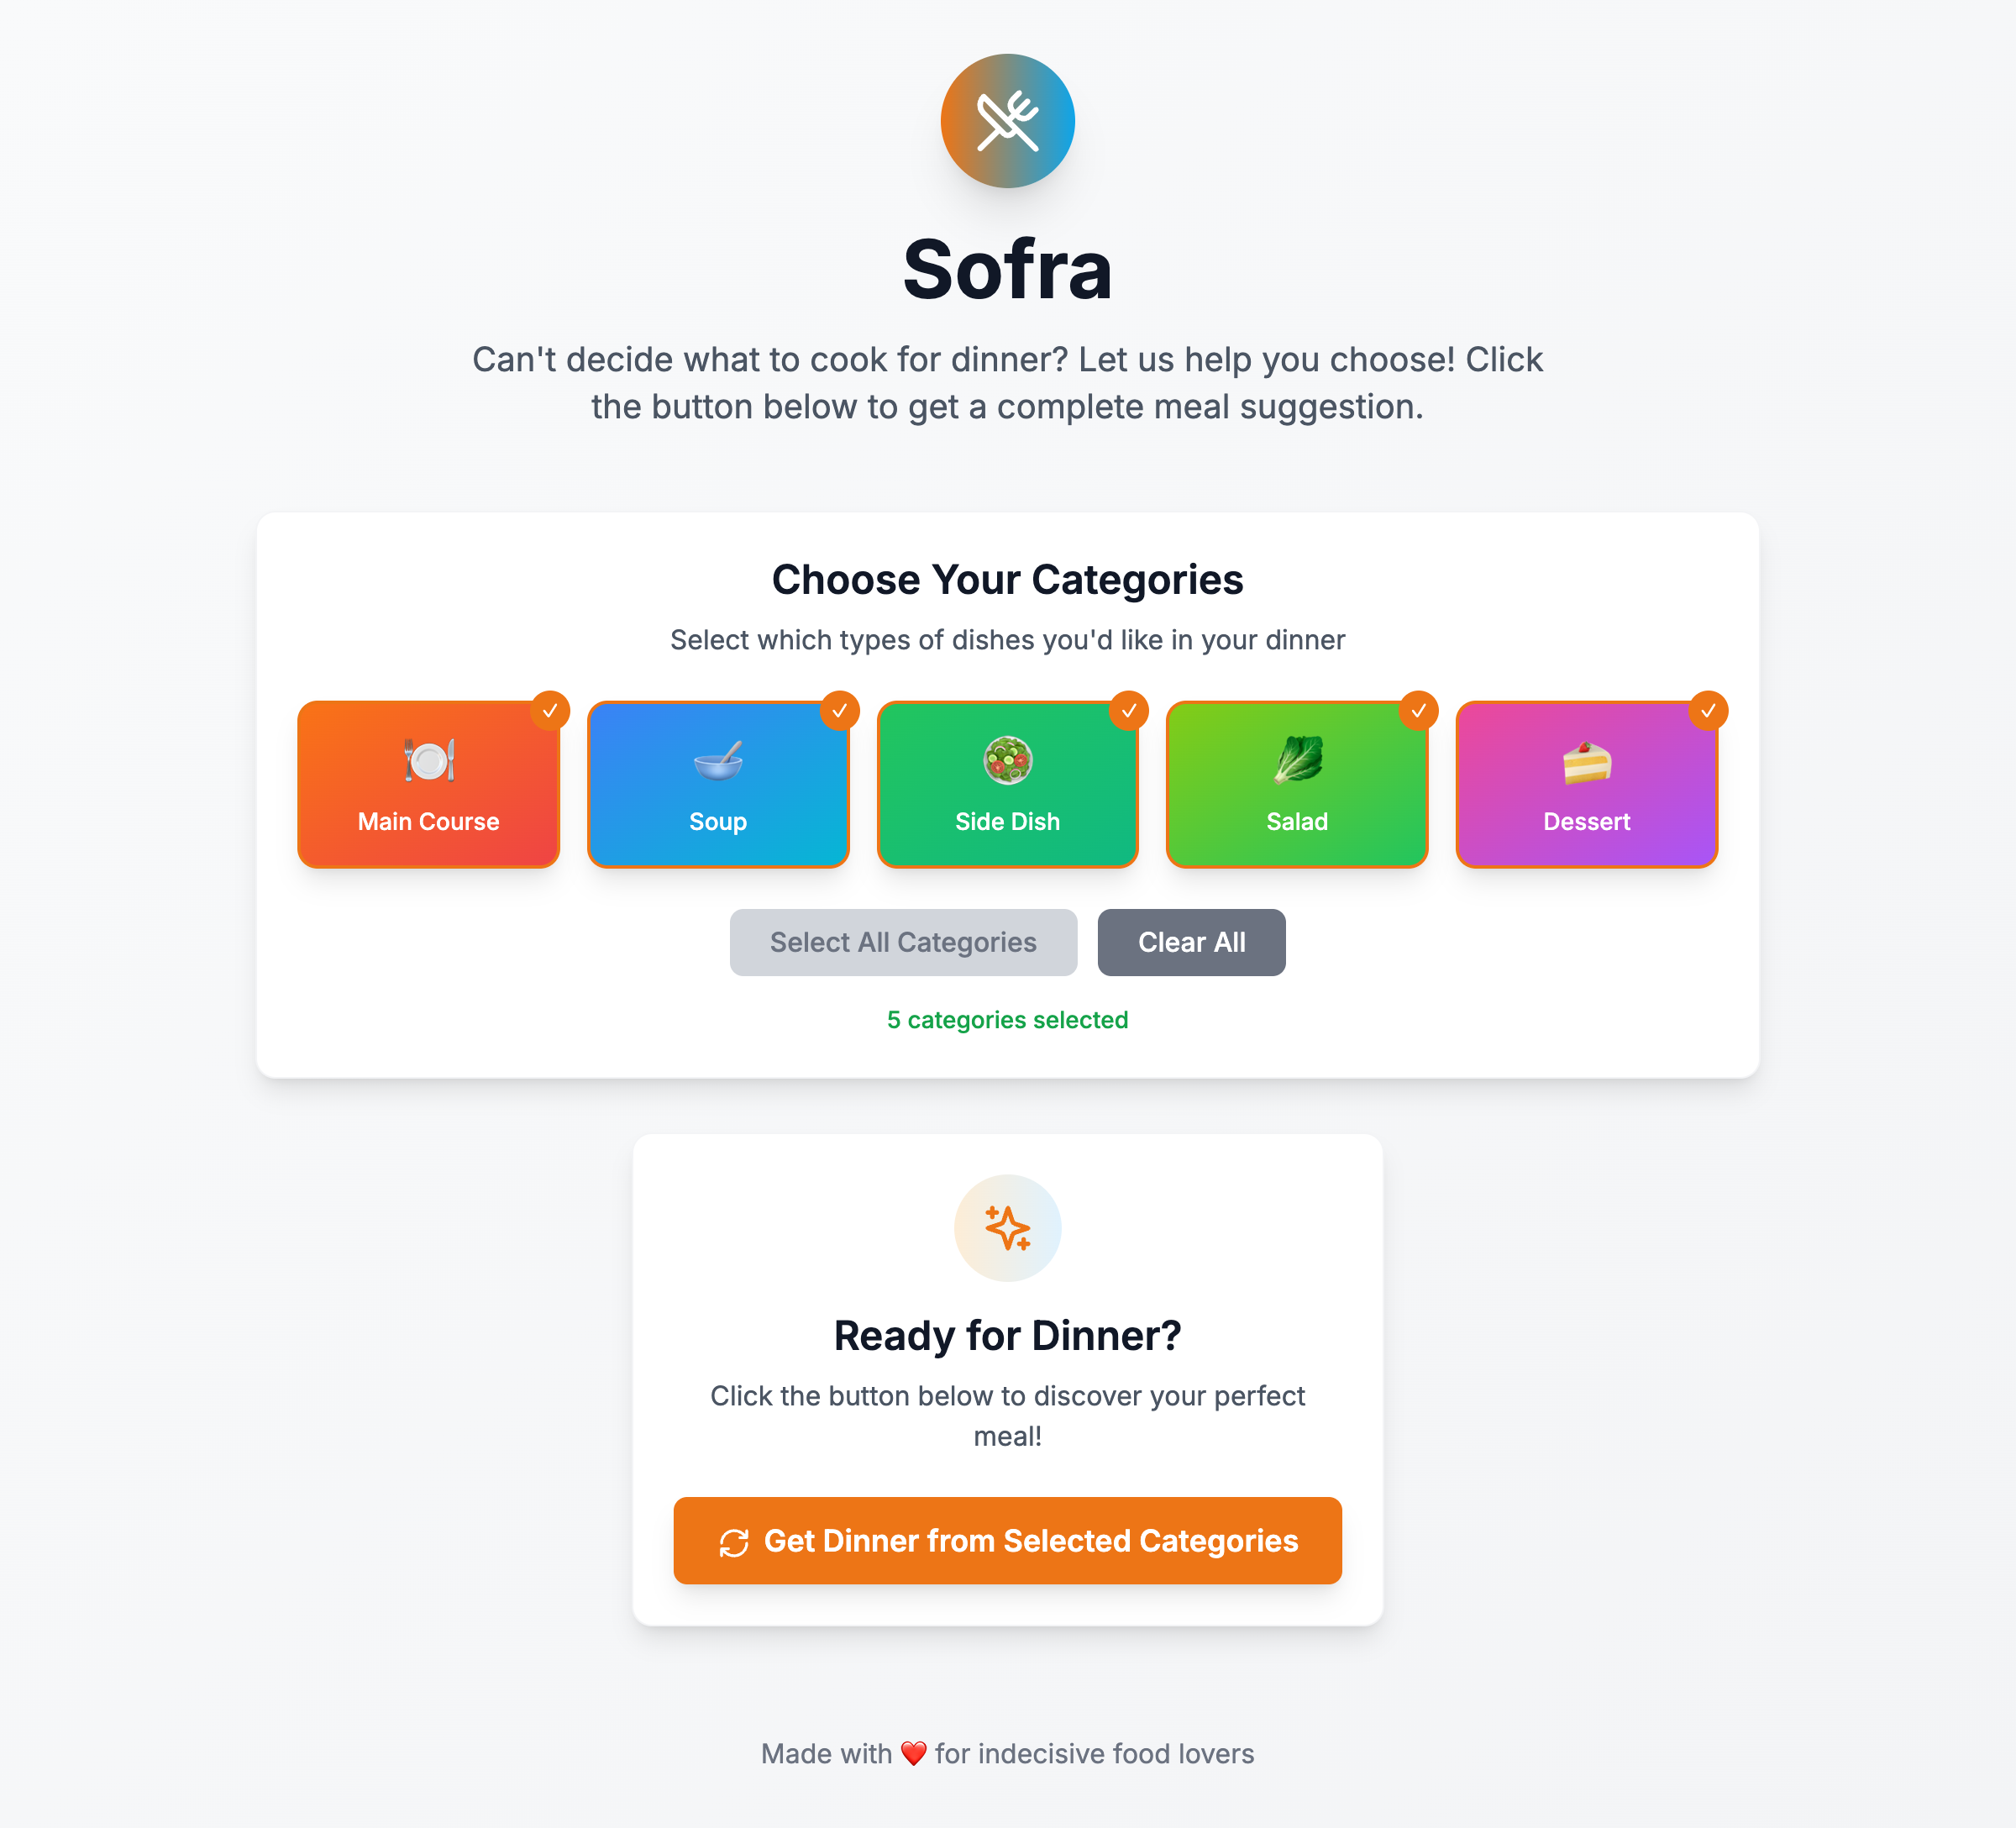 Sofra
Can't decide what to cook for dinner? Let us help you choose! Click
the button below to get a complete meal suggestion.
Choose Your Categories
Select which types of dishes you'd like in your dinner
Main Course
Soup
Side Dish
Salad
Dessert
Select All Categories
Clear All
5 categories selected
Ready for Dinner?
Click the button below to discover your perfect
meal!
Get Dinner from Selected Categories
Made with ❤️ for indecisive food lovers